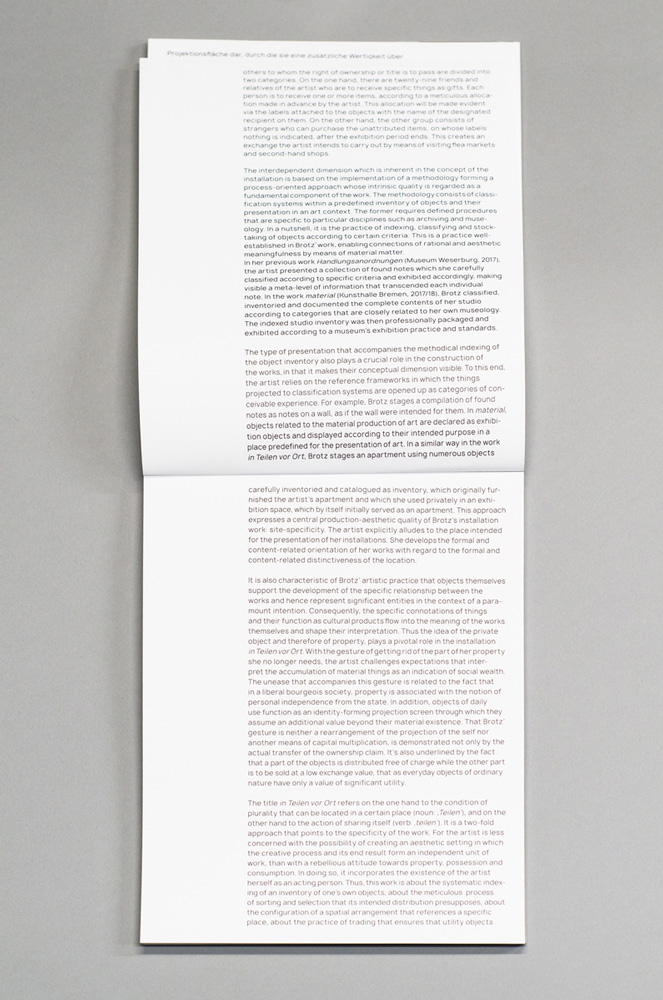 Projektionsfläche dar, durch die sie eine zusätzliche Wertigkeit über
others to whom the right of ownership or title is to pass are divided into
two categories. On the one hand, there are twenty-nine friends and
relatives of the artist who are to receive specific things as gifts. Each
person is to receive one or more items, according to a meticulous alloca-
tion made in advance by the artist. This allocation will be made evident
via the labels attached to the objects with the name of the designated
recipient on them. On the other hand, the other group consists of
strangers who can purchase the unattributed items, on whose labels
nothing is indicated, after the exhibition period ends. This creates an
exchange the artist intends to carry out by means of visiting flea markets
and second-hand shops.
The interdependent dimension which is inherent in the concept of the
installation is based on the implementation of a methodology forming a
process-oriented approach whose intrinsic quality is regarded as a
fundamental component of the work. The methodology consists of classi-
fication systems within a predefined inventory of objects and their
presentation in an art context. The former requires defined procedures
that are specific to particular disciplines such as archiving and muse-
ology. In a nutshell, it is the practice of indexing, classifying and stock-
taking of objects according to certain criteria. This is a practice well-
established in Brotz' work, enabling connections of rational and aesthetic
meaningfulness by means of material matter.
In her previous work Handlungsanordnungen (Museum Weserburg, 2017),
the artist presented a collection of found notes which she carefully
classified according to specific criteria and exhibited accordingly, making
visible a meta-level of information that transcended each individual
note. In the work material (Kunsthalle Bremen, 2017/18), Brotz classified,
inventoried and documented the complete contents of her studio
according to categories that are closely related to her own museology.
The indexed studio inventory was then professionally packaged and
exhibited according to a museum's exhibition practice and standards.
The type of presentation that accompanies the methodical indexing of
the object inventory also plays a crucial role in the construction of
the works, in that it makes their conceptual dimension visible. To this end,
the artist relies on the reference frameworks in which the things
projected to classification systems are opened up as categories of con-
ceivable experience. For example, Brotz stages a compilation of found
notes as notes on a wall, as if the wall were intended for them. In material,
objects related to the material production of art are declared as exhibi-
tion objects and displayed according to their intended purpose in a
place predefined for the presentation of art. In a similar way in the work
in Teilen vor Ort, Brotz stages an apartment using numerous objects
carefully inventoried and catalogued as inventory, which originally fur-
nished the artist's apartment and which she used privately in an exhi-
bition space, which by itself initially served as an apartment. This approach
expresses a central production-aesthetic quality of Brotz's installation
work: site-specificity. The artist explicitly alludes to the place intended
for the presentation of her installations. She develops the formal and
content-related orientation of her works with regard to the formal and
content-related distinctiveness of the location.
It is also characteristic of Brotz' artistic practice that objects themselves
support the development of the specific relationship between the
works and hence represent significant entities in the context of a para-
mount intention. Consequently, the specific connotations of things
and their function as cultural products flow into the meaning of the works
themselves and shape their interpretation. Thus the idea of the private
object and therefore of property, plays a pivotal role in the installation
in Teilen vor Ort. With the gesture of getting rid of the part of her property
she no longer needs, the artist challenges expectations that inter-
pret the accumulation of material things as an indication of social wealth.
The unease that accompanies this gesture is related to the fact that
in a liberal bourgeois society, property is associated with the notion of
personal independence from the state. In addition, objects of daily
use function as an identity-forming projection screen through which they
assume an additional value beyond their material existence. That Brotz'
gesture is neither a rearrangement of the projection of the self nor
another means of capital multiplication, is demonstrated not only by the
actual transfer of the ownership claim. It's also underlined by the fact
that a part of the objects is distributed free of charge while the other part
is to be sold at a low exchange value, that as everyday objects of ordinary
nature have only a value of significant utility.
The title in Teilen vor Ort refers on the one hand to the condition of
plurality that can be located in a certain place (noun: ‚Teilen'), and on the
other hand to the action of sharing itself (verb: ‚teilen'). It is a two-fold
approach that points to the specificity of the work. For the artist is less
concerned with the possibility of creating an aesthetic setting in which
the creative process and its end result form an independent unit of
work, than with a rebellious attitude towards property, possession and
consumption. In doing so, it incorporates the existence of the artist
herself as an acting person. Thus, this work is about the systematic index-
ing of an inventory of one's own objects, about the meticulous process
of sorting and selection that its intended distribution presupposes, about
the configuration of a spatial arrangement that references a specific
place, about the practice of trading that ensures that utility objects